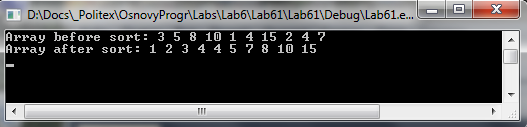 D:\Docs\_Politex\OsnovyProgr\Labs\Lab6\Lab61\Lab61\Debug\Lab61.e...
Array before sort: 3 5 8 10 1 4 15 2 4 7
Array after sort: 1 2 3 4 4 5 7 8 10 15